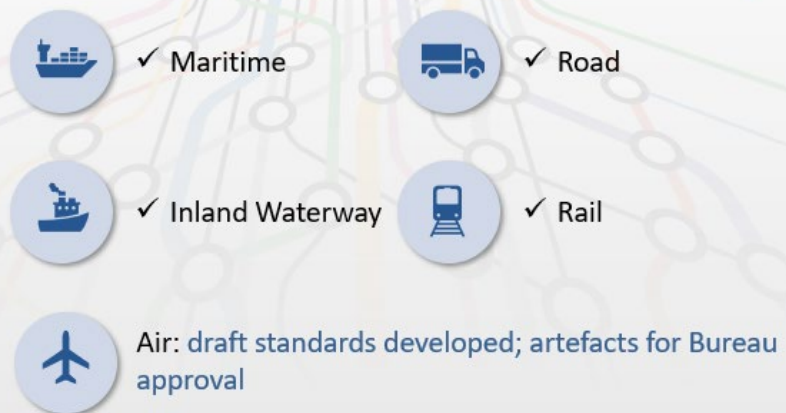 ✓ Maritime
✓ Road
✓ Inland Waterway
✓ Rail
Air: draft standards developed; artefacts for Bureau
approval